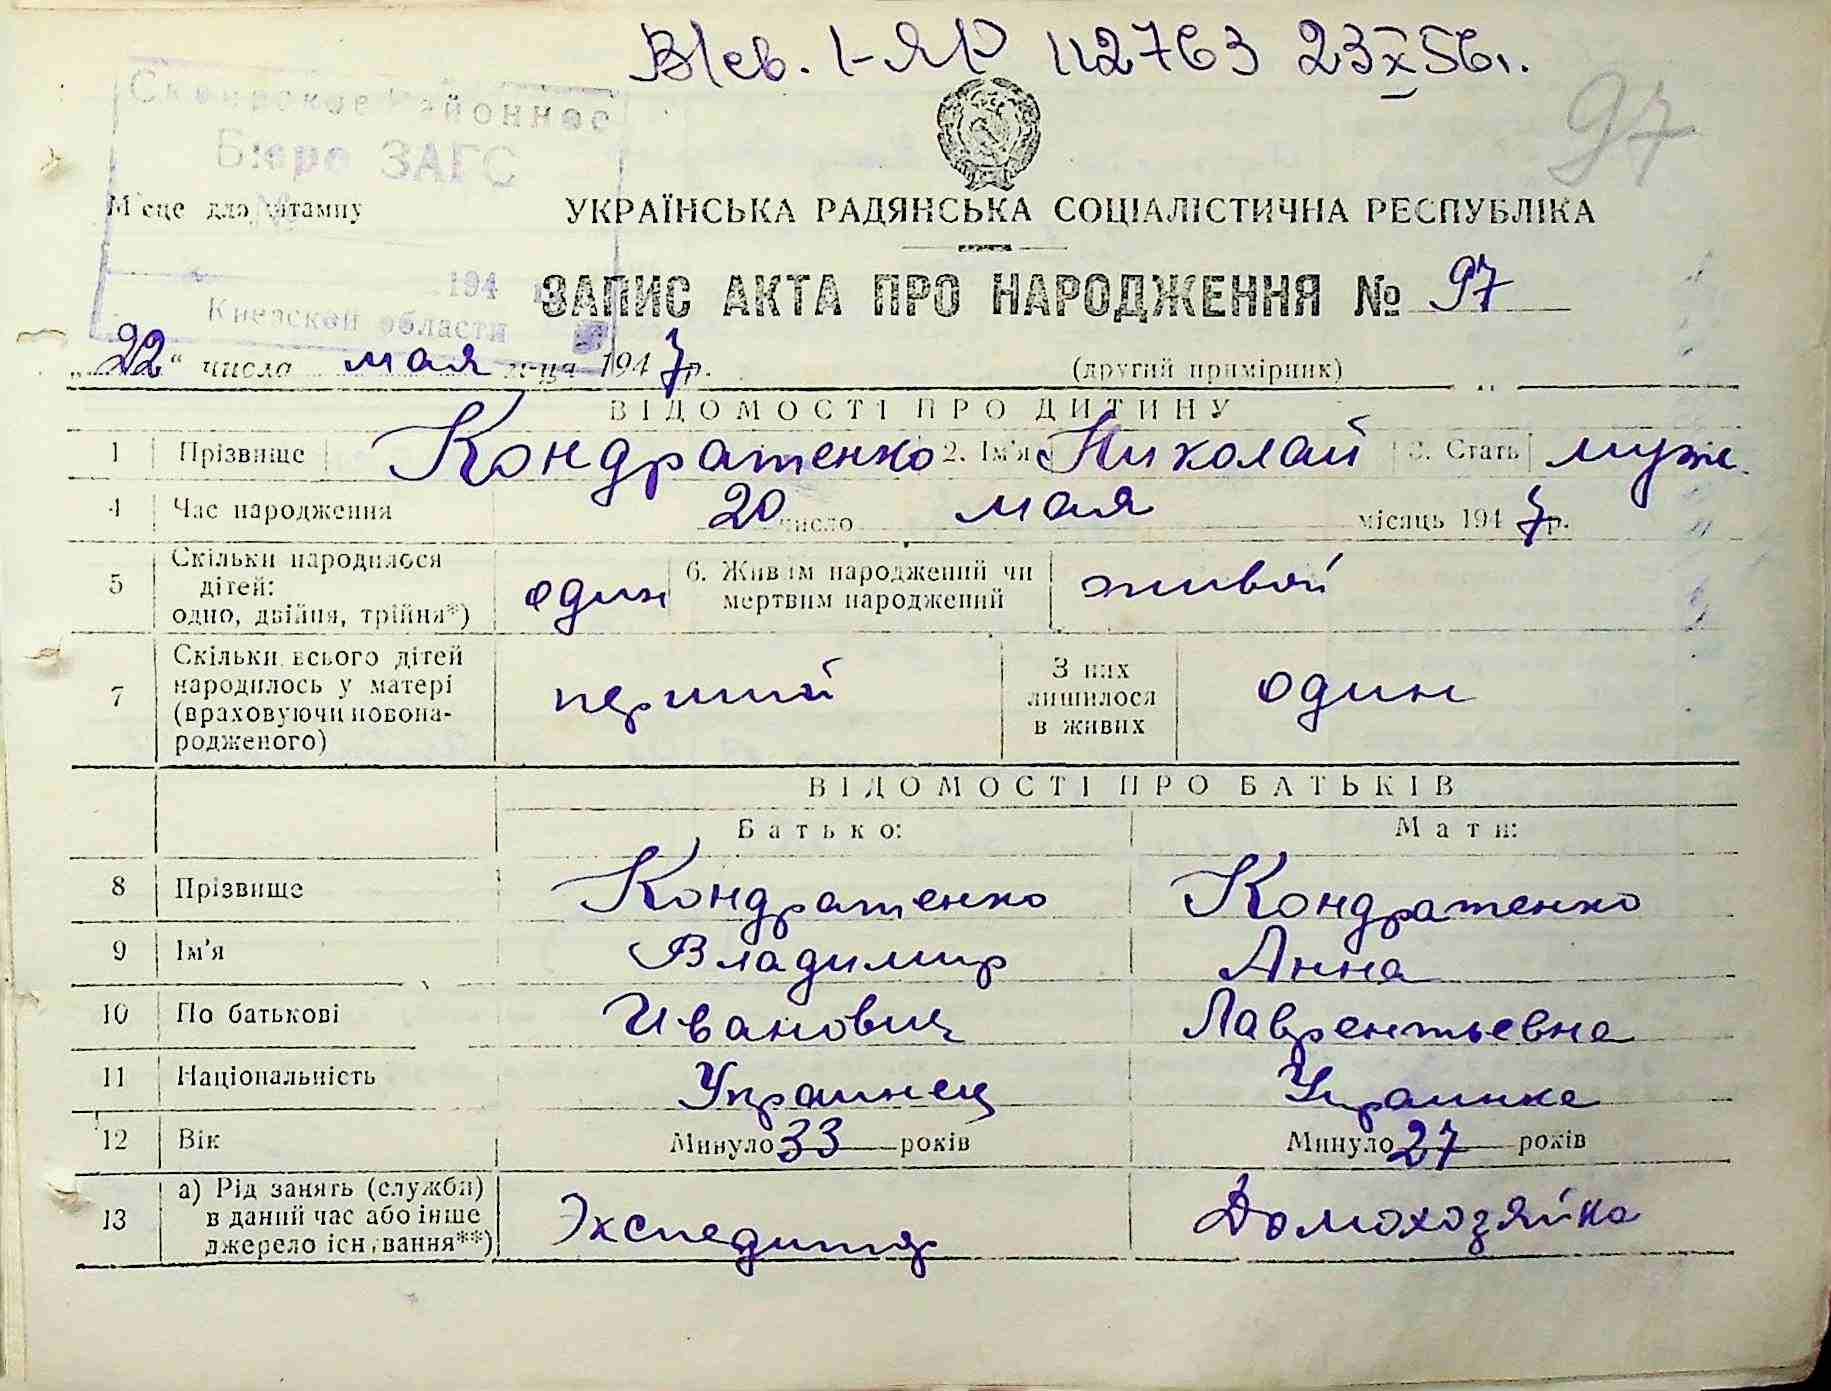 В/св. I-ЯР 112763 23/X 56 г.
97
Сквирское районное
Бюро ЗАГС
№
194
Киевской области
Місце для штампу
УКРАЇНСЬКА РАДЯНСЬКА СОЦІАЛІСТИЧНА РЕСПУБЛІКА
ЗАПИС АКТА ПРО НАРОДЖЕННЯ № 97
„22“ числа мая м-ця 1947 р. (другий примірник)
ВІДОМОСТІ ПРО ДИТИНУ
1 Прізвище Кондратенко 2. Ім'я Николай 3. Стать муж.
4 Час народження 20 число мая місяць 1947 р.
5 Скільки народилося дітей: одно, двійня, трійня*) один 6. Живим народжений чи мертвим народжений живой
7 Скільки всього дітей народилось у матері (враховуючи новонародженого) первый З них лишилося в живих один
ВІДОМОСТІ ПРО БАТЬКІВ
Батько: Мати:
8 Прізвище Кондратенко Кондратенко
9 Ім'я Владимир Анна
10 По батькові Иванович Лаврентьевна
11 Національність Украинец Украинка
12 Вік Минуло 33 років Минуло 27 років
13 а) Рід занять (служби) в даний час або інше джерело існування**) Экспедитор Домохозяйка